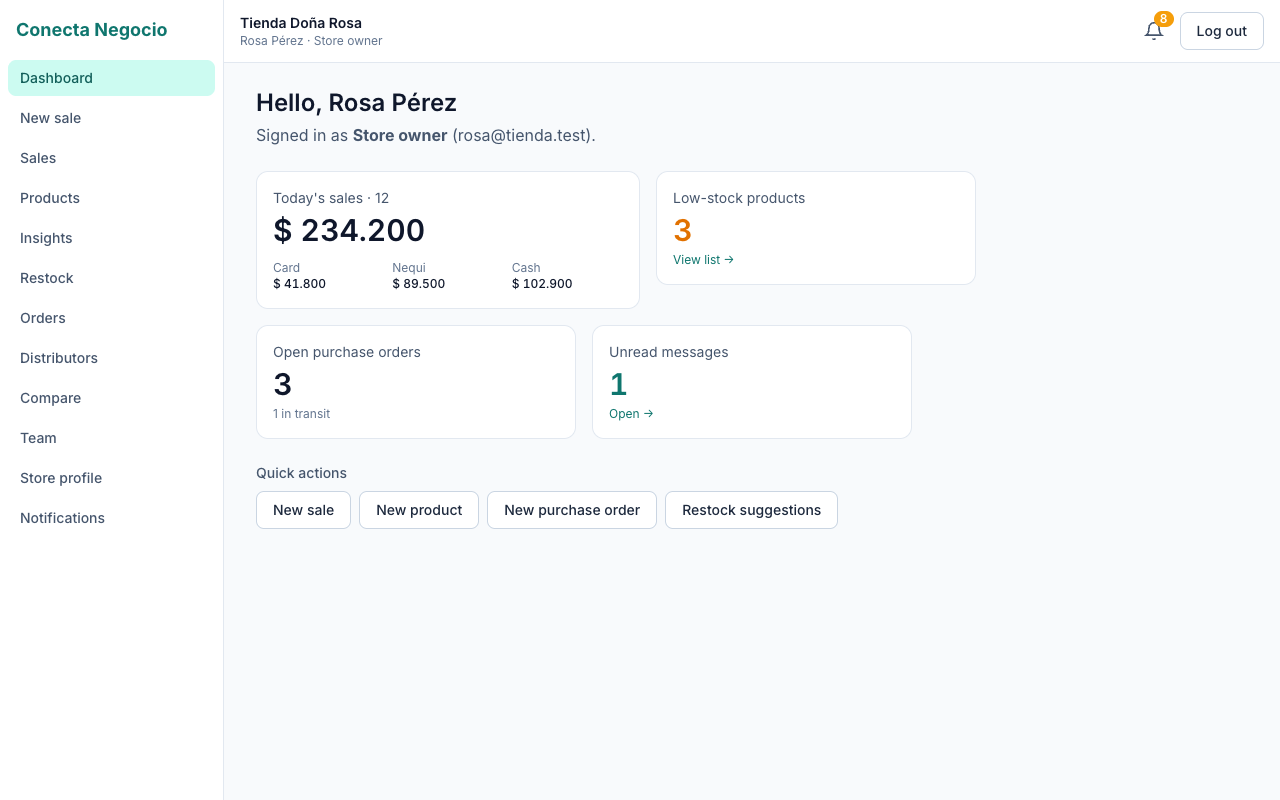 Conecta Negocio
Dashboard
New sale
Sales
Products
Insights
Restock
Orders
Distributors
Compare
Team
Store profile
Notifications
Tienda Doña Rosa
Rosa Pérez · Store owner
8
Log out
Hello, Rosa Pérez
Signed in as Store owner (rosa@tienda.test).
Today's sales · 12
$ 234.200
Card Nequi Cash
$ 41.800 $ 89.500 $ 102.900
Low-stock products
3
View list →
Open purchase orders
3
1 in transit
Unread messages
1
Open →
Quick actions
New sale New product New purchase order Restock suggestions